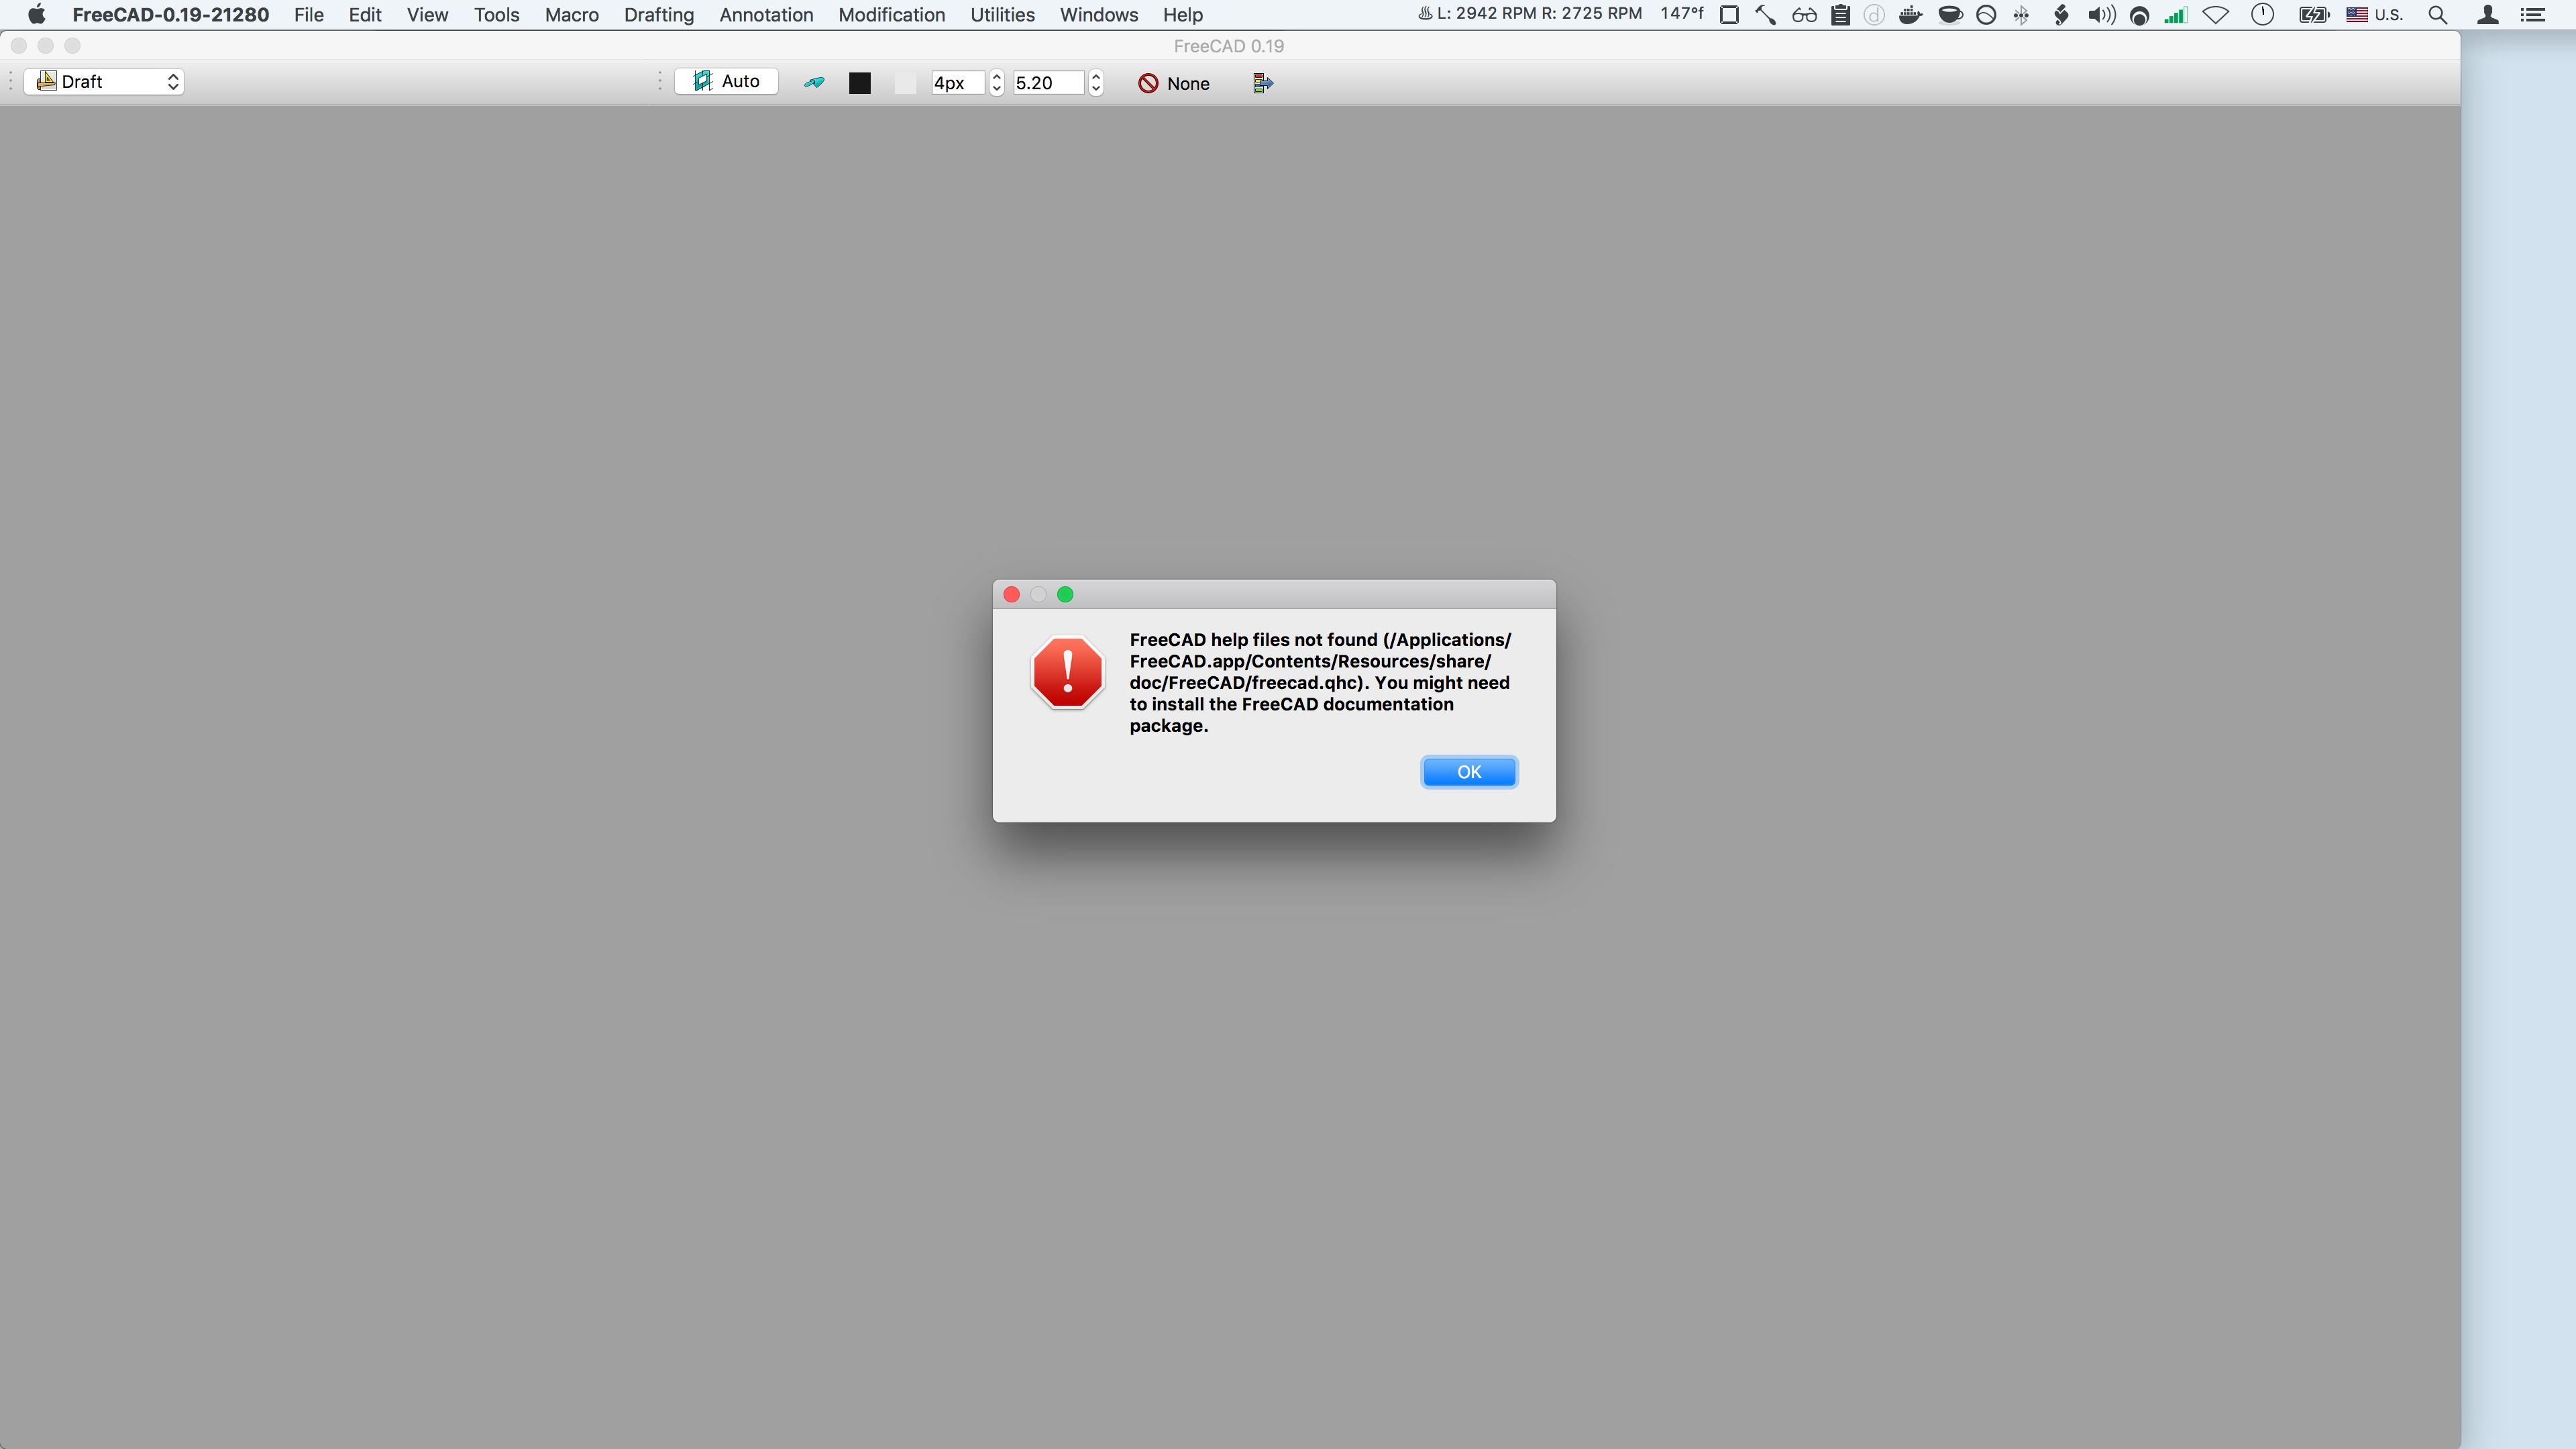 FreeCAD-0.19-21280 File Edit View Tools Macro Drafting Annotation Modification Utilities Windows Help L: 2942 RPM R: 2725 RPM 147°f d U.S.
FreeCAD 0.19
Draft Auto 4px 5.20 None
FreeCAD help files not found (/Applications/
FreeCAD.app/Contents/Resources/share/
doc/FreeCAD/freecad.qhc). You might need
to install the FreeCAD documentation
package.
OK